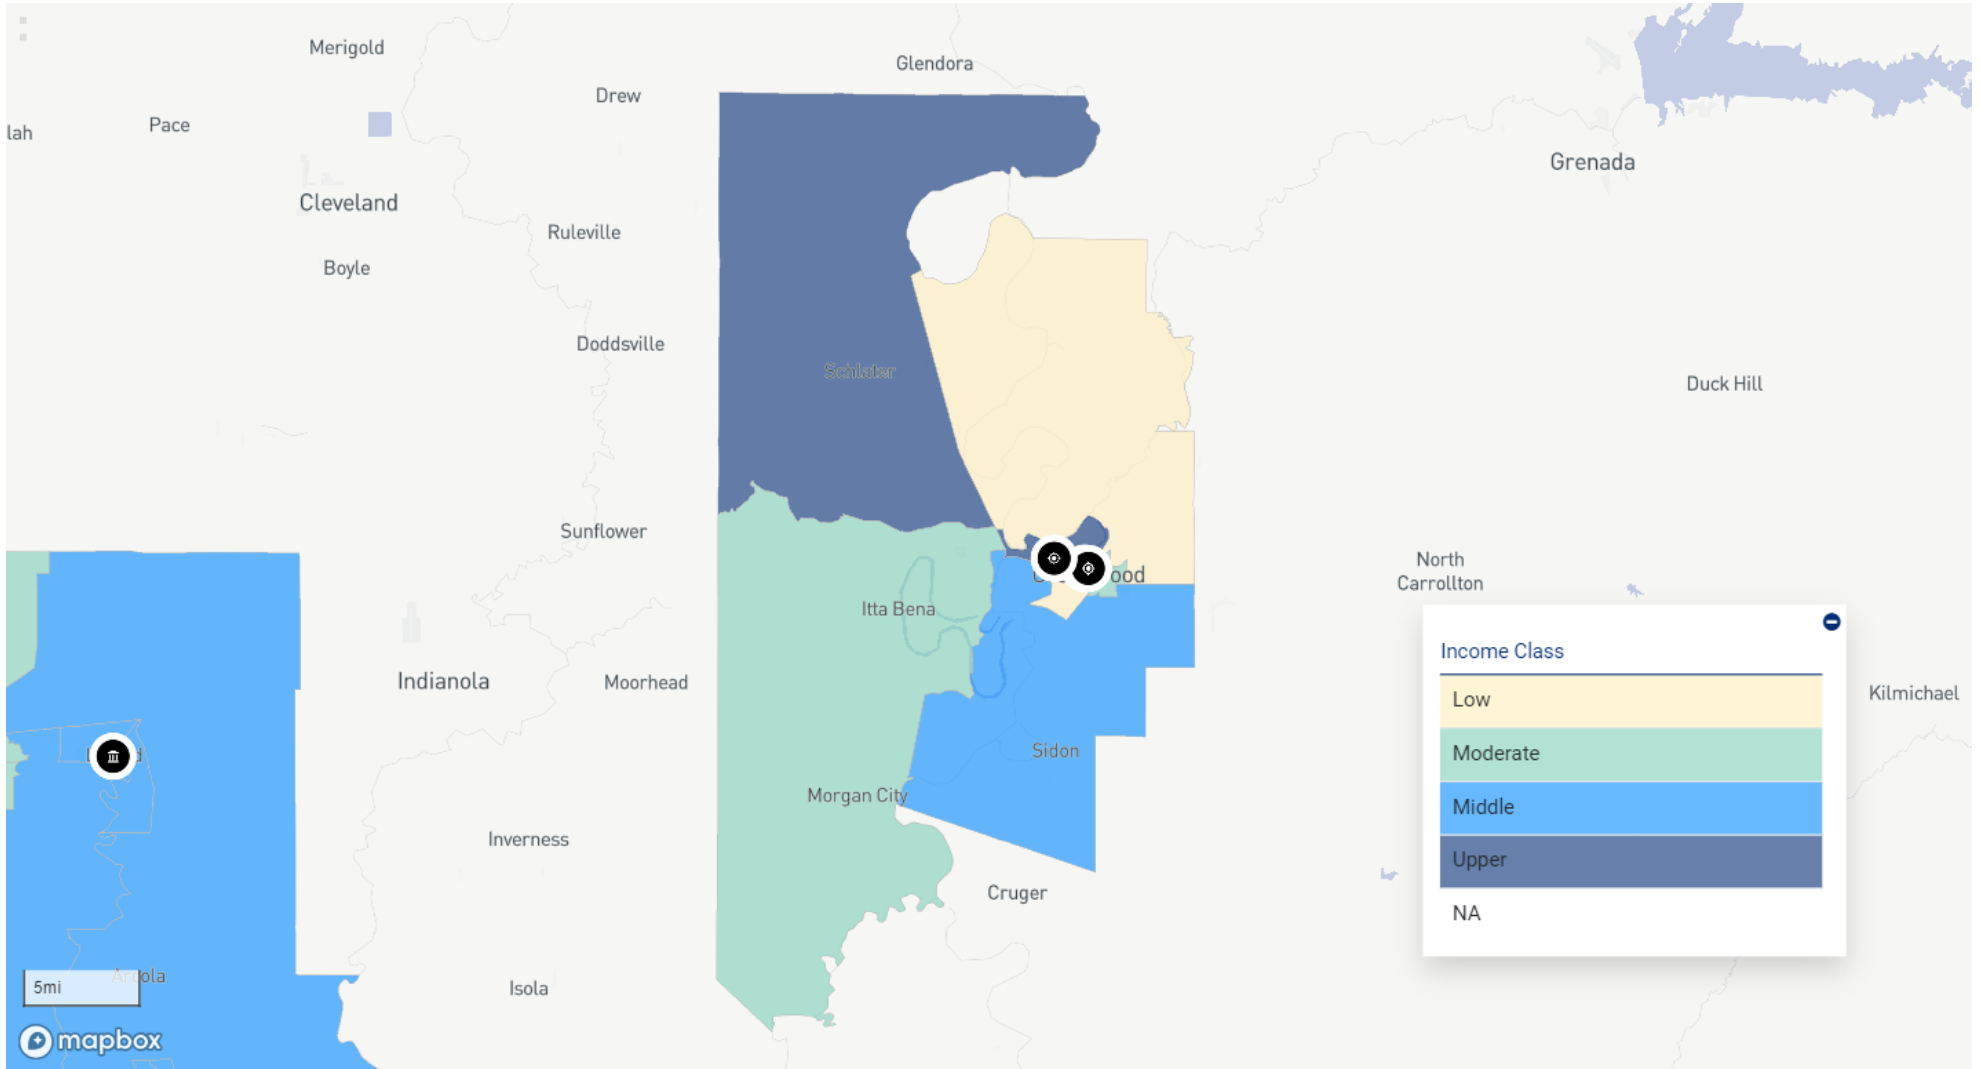 Merigold
Glendora
Drew
Pace
lah
Grenada
Cleveland
Ruleville
Boyle
Doddsville
Schlater
Duck Hill
Sunflower
North
Carrollton
ood
Itta Bena
Indianola
Moorhead
Kilmichael
Sidon
Morgan City
Inverness
Cruger
Isola
5mi
mapbox
Income Class
Low
Moderate
Middle
Upper
NA